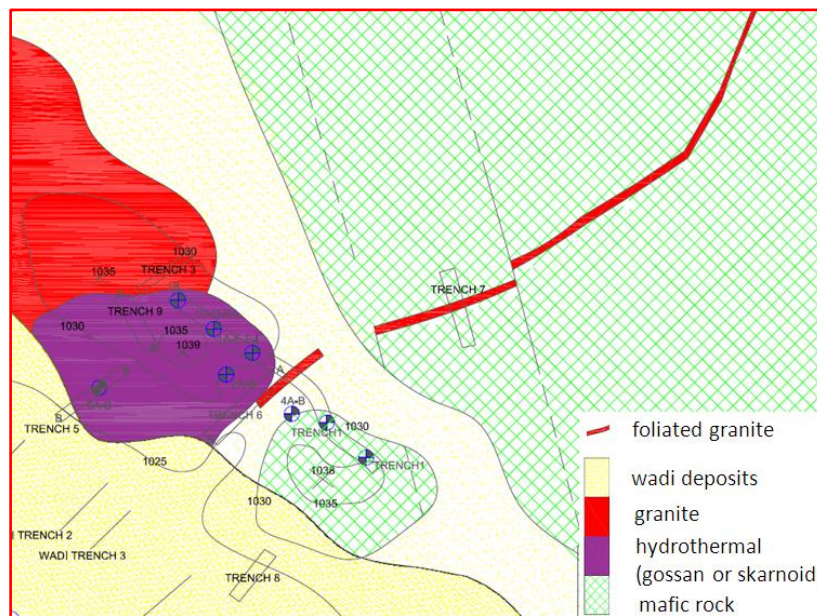 1030
1035
TRENCH 3
TRENCH 7
TRENCH 9
1030
1035
1039
A
4A-B
TRENCH 6
B
TRENCH 5
TRENCH1
1030
1025
TRENCH1
1038
1030
1035
TRENCH 2
WADI TRENCH 3
TRENCH 8
foliated granite
wadi deposits
granite
hydrothermal
(gossan or skarnoid
mafic rock